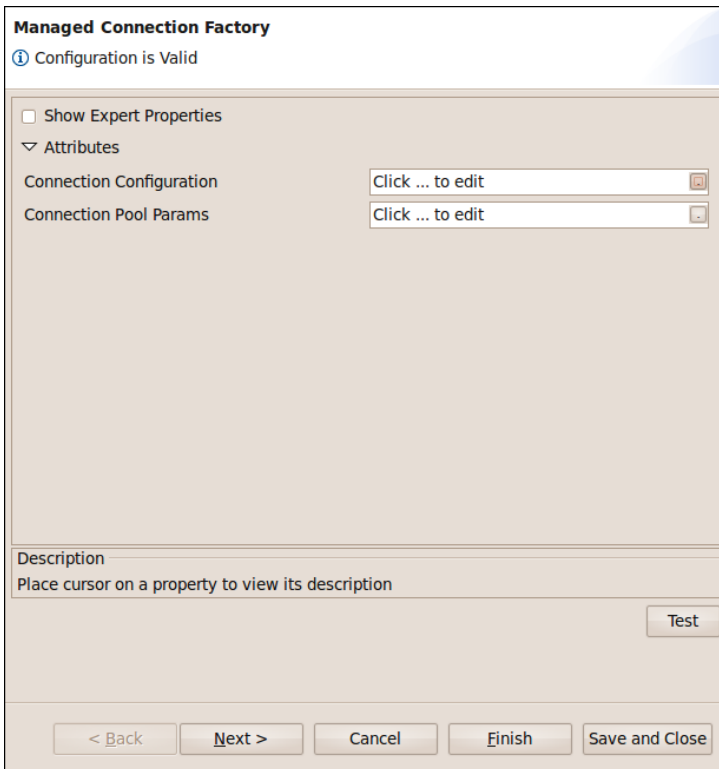 Managed Connection Factory
Configuration is Valid
Show Expert Properties
Attributes
Connection Configuration Click ... to edit
Connection Pool Params Click ... to edit
Description
Place cursor on a property to view its description
Test
< Back Next > Cancel Finish Save and Close